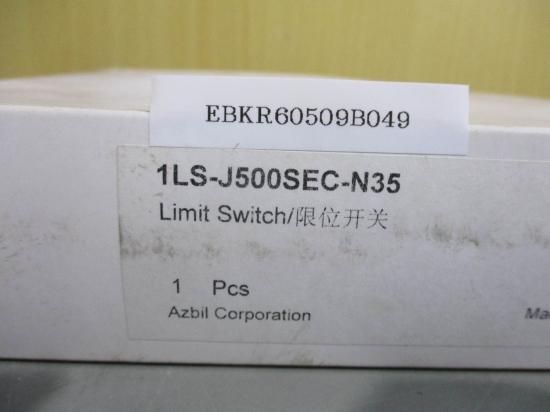 EBKR60509B049
1LS-J500SEC-N35
Limit Switch/限位开关
1 Pcs
Azbil Corporation